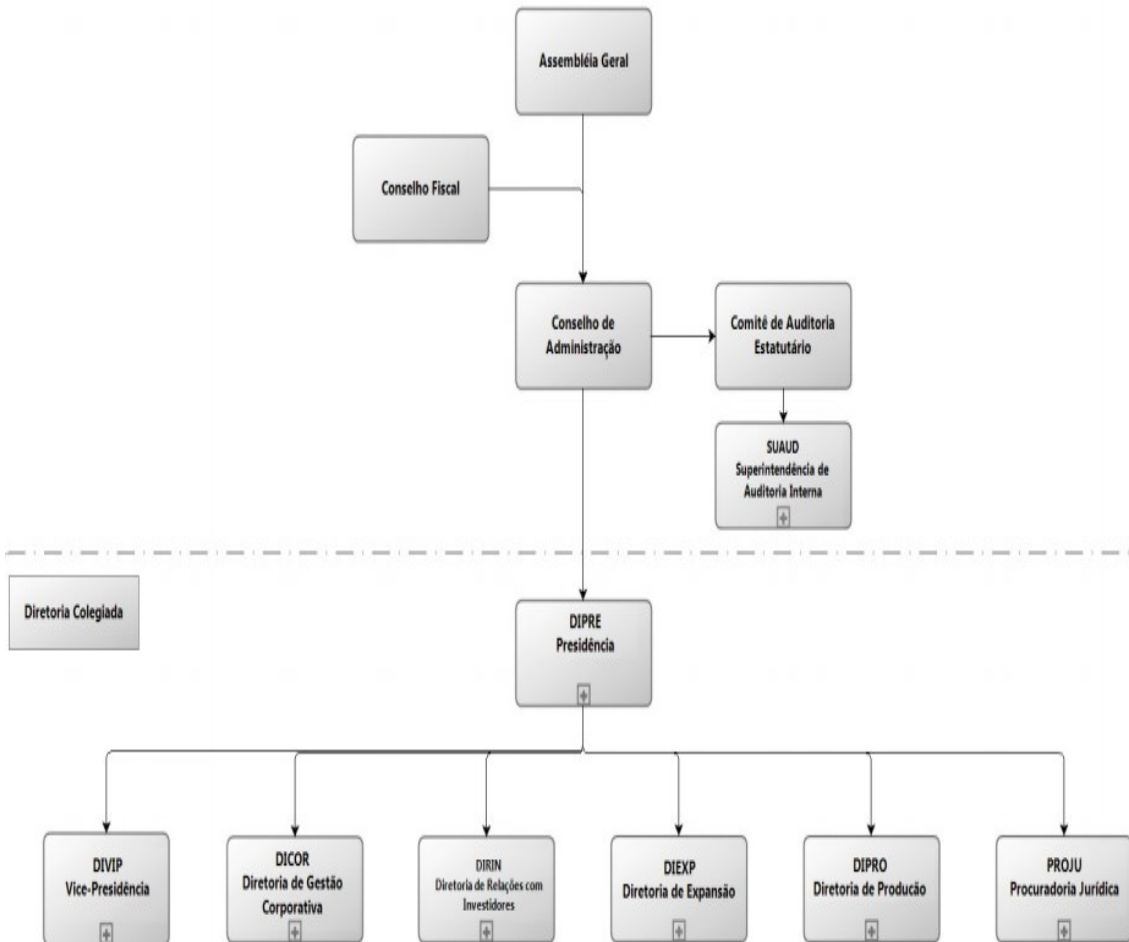 Assembléia Geral
Conselho Fiscal
Conselho de
Administração
Comitê de Auditoria
Estatutário
SUAUD
Superintendência de
Auditoria Interna
Diretoria Colegiada
DIPRE
Presidência
DIVIP
Vice-Presidência
DICOR
Diretoria de Gestão
Corporativa
DIRIN
Diretoria de Relações com
Investidores
DIEXP
Diretoria de Expansão
DIPRO
Diretoria de Produção
PROJU
Procuradoria Jurídica